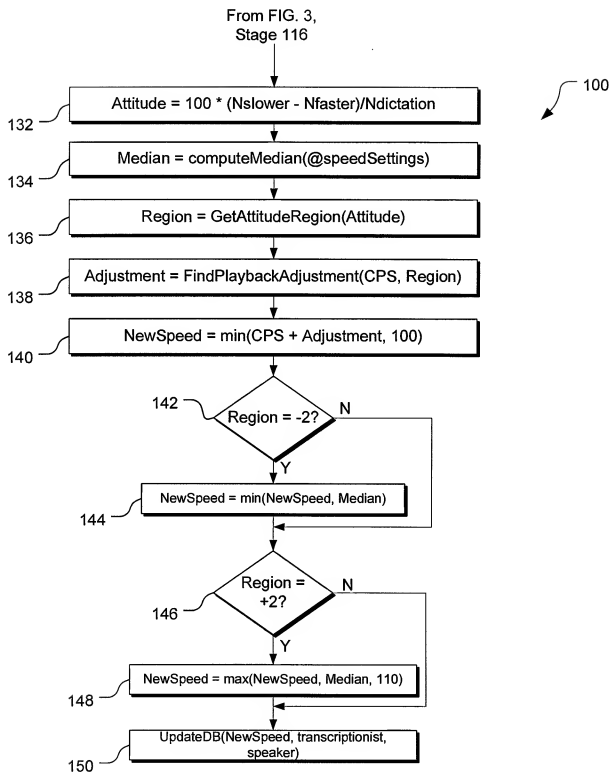 From FIG. 3,
Stage 116
100
Attitude = 100 * (Nslower - Nfaster)/Ndictation
132
Median = computeMedian(@speedSettings)
134
Region = GetAttitudeRegion(Attitude)
136
Adjustment = FindPlaybackAdjustment(CPS, Region)
138
NewSpeed = min(CPS + Adjustment, 100)
140
142
Region = -2?
N
Y
NewSpeed = min(NewSpeed, Median)
144
146
Region =
+2?
N
Y
NewSpeed = max(NewSpeed, Median, 110)
148
UpdateDB(NewSpeed, transcriptionist,
speaker)
150